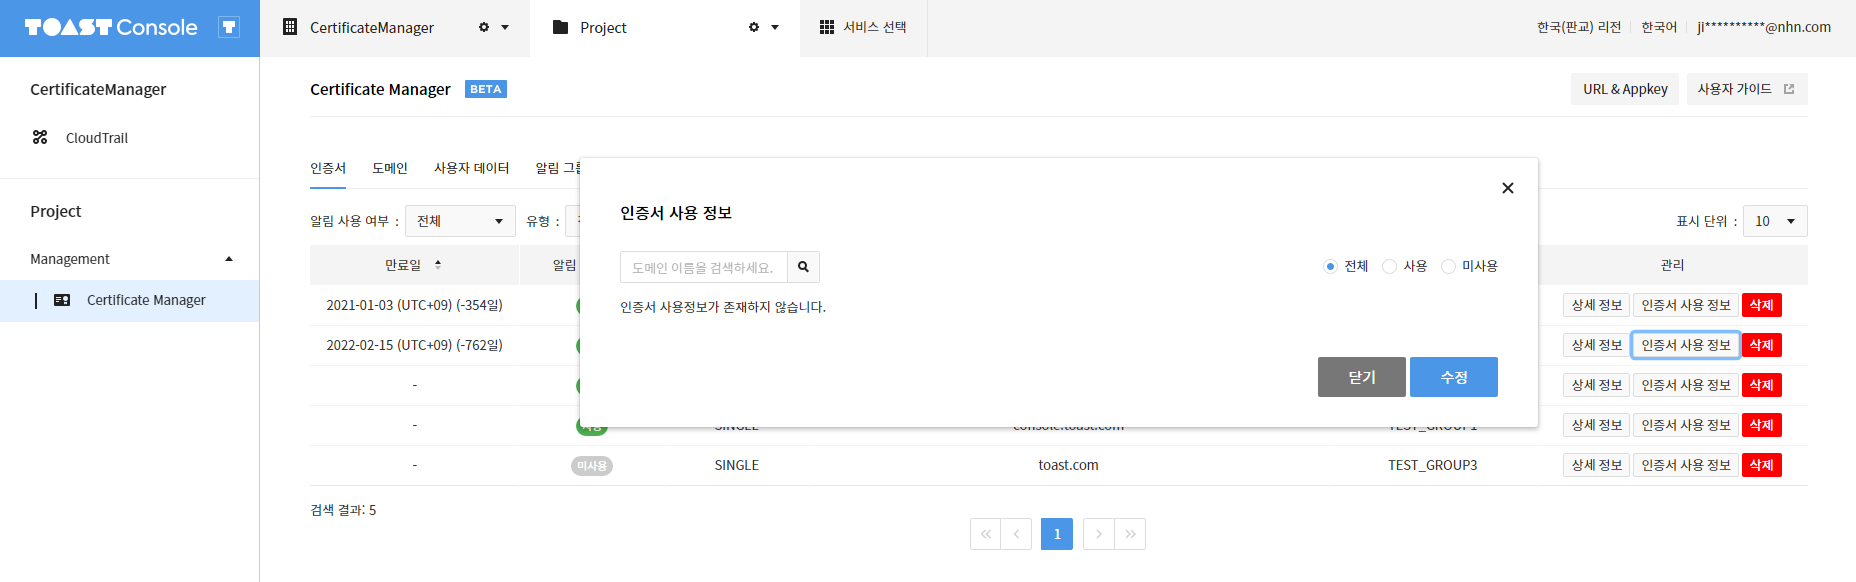 TOAST Console T
CertificateManager
Project
서비스 선택
한국(판교) 리전
한국어
ji**********@nhn.com
CertificateManager
CloudTrail
Project
Management
Certificate Manager
Certificate Manager BETA
URL & Appkey
사용자 가이드
인증서 도메인 사용자 데이터 알림
알림 사용 여부 : 전체 유형 :
표시 단위 : 10
만료일 알림 관리
2021-01-03 (UTC+09) (-354일) 상세 정보 인증서 사용 정보 삭제
2022-02-15 (UTC+09) (-762일) 상세 정보 인증서 사용 정보 삭제
- 상세 정보 인증서 사용 정보 삭제
- SINGLE console.toast.com TEST_GROUP1 상세 정보 인증서 사용 정보 삭제
- 미사용 SINGLE toast.com TEST_GROUP3 상세 정보 인증서 사용 정보 삭제
검색 결과: 5
1
인증서 사용 정보
도메인 이름을 검색하세요.
전체 사용 미사용
인증서 사용정보가 존재하지 않습니다.
닫기 수정